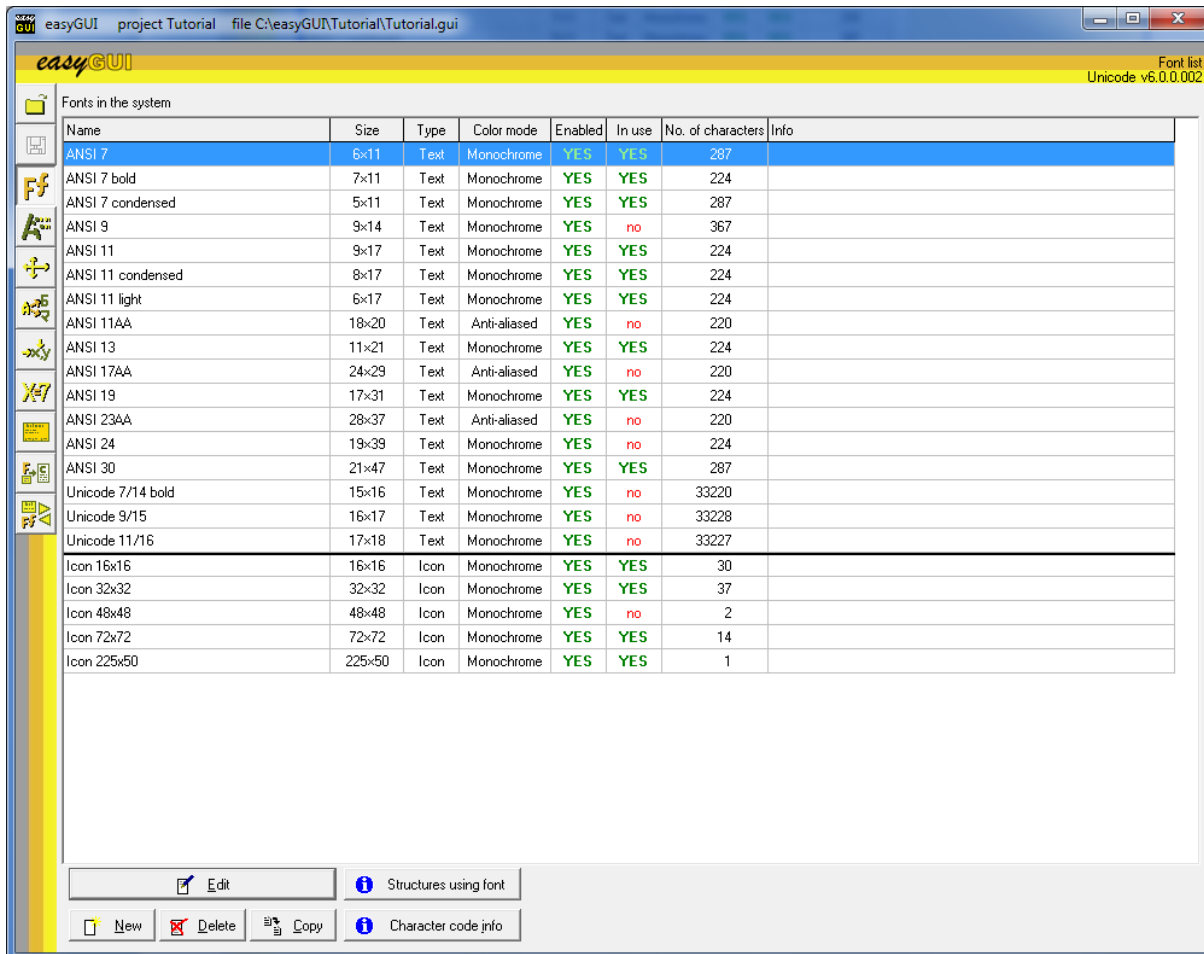 easyGUI project Tutorial file C:\easyGUI\Tutorial\Tutorial.gui
easyGUI
Font list
Unicode v6.0.0.002
Fonts in the system
Name Size Type Color mode Enabled In use No. of characters Info
ANSI 7 6×11 Text Monochrome YES YES 287
ANSI 7 bold 7×11 Text Monochrome YES YES 224
ANSI 7 condensed 5×11 Text Monochrome YES YES 287
ANSI 9 9×14 Text Monochrome YES no 367
ANSI 11 9×17 Text Monochrome YES YES 224
ANSI 11 condensed 8×17 Text Monochrome YES YES 224
ANSI 11 light 6×17 Text Monochrome YES YES 224
ANSI 11AA 18×20 Text Anti-aliased YES no 220
ANSI 13 11×21 Text Monochrome YES YES 224
ANSI 17AA 24×29 Text Anti-aliased YES no 220
ANSI 19 17×31 Text Monochrome YES YES 224
ANSI 23AA 28×37 Text Anti-aliased YES no 220
ANSI 24 19×39 Text Monochrome YES no 224
ANSI 30 21×47 Text Monochrome YES YES 287
Unicode 7/14 bold 15×16 Text Monochrome YES no 33220
Unicode 9/15 16×17 Text Monochrome YES no 33228
Unicode 11/16 17×18 Text Monochrome YES no 33227
Icon 16x16 16×16 Icon Monochrome YES YES 30
Icon 32x32 32×32 Icon Monochrome YES YES 37
Icon 48x48 48×48 Icon Monochrome YES no 2
Icon 72x72 72×72 Icon Monochrome YES YES 14
Icon 225x50 225×50 Icon Monochrome YES YES 1
Edit Structures using font
New Delete Copy Character code info